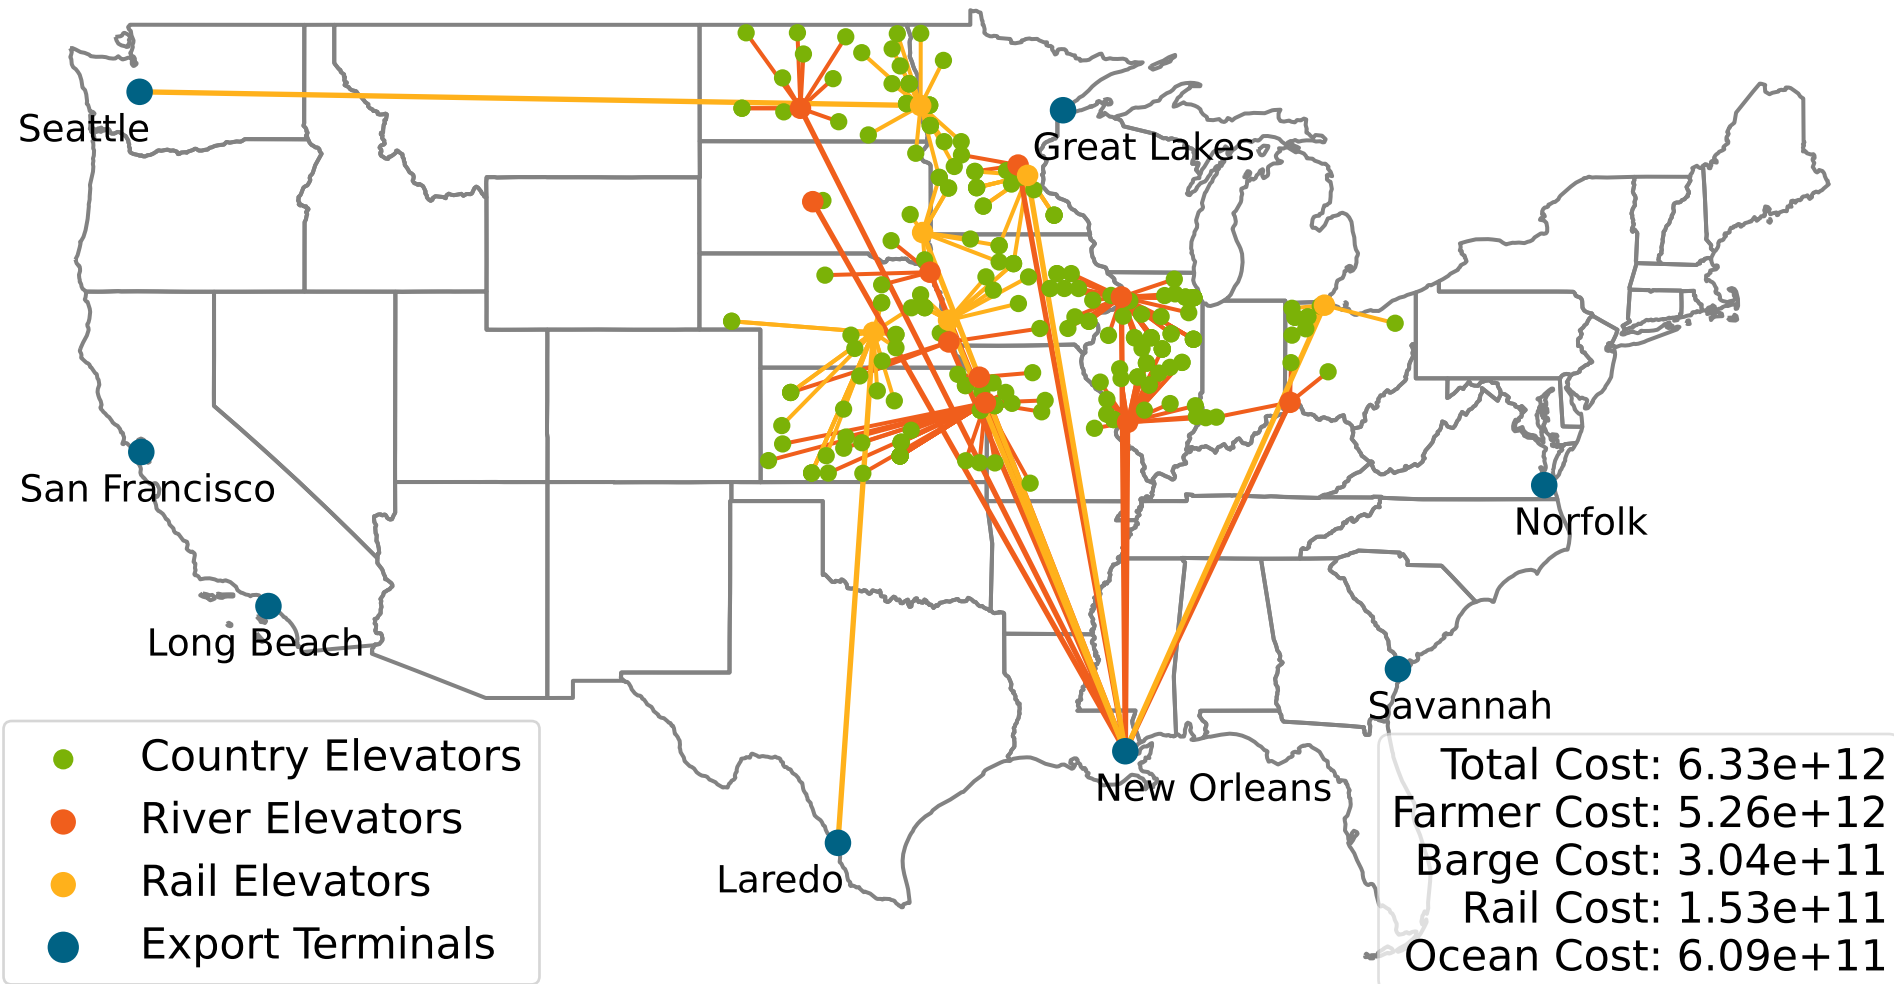 Seattle
Great Lakes
San Francisco
Norfolk
Long Beach
Savannah
New Orleans
Laredo
Country Elevators
River Elevators
Rail Elevators
Export Terminals
Total Cost: 6.33e+12
Farmer Cost: 5.26e+12
Barge Cost: 3.04e+11
Rail Cost: 1.53e+11
Ocean Cost: 6.09e+11